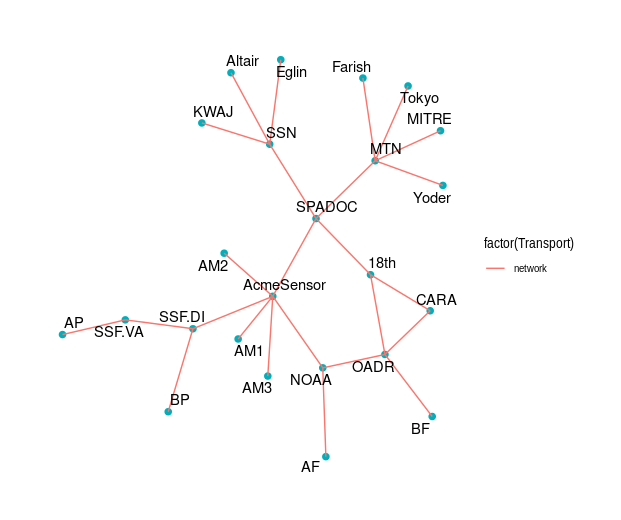 Altair
Eglin
Farish
Tokyo
KWAJ
MITRE
SSN
MTN
Yoder
SPADOC
factor(Transport)
network
AM2
18th
AcmeSensor
CARA
AP
SSF.VA
SSF.DI
AM1
AM3
NOAA
OADR
BP
BF
AF